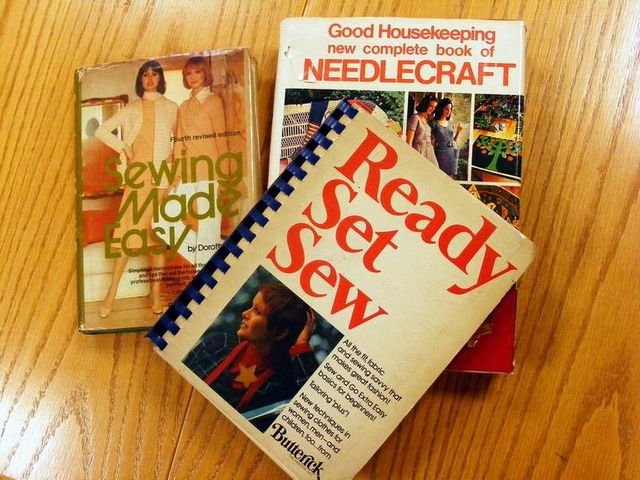 Fourth revised edition
Sewing
Made
Easy
by Doroth
Good Housekeeping
new complete book of
NEEDLECRAFT
Ready
Set
Sew
All the fit, fabric
and sewing savvy that
makes great fashion!
Sew and Go Extra Easy
basics for beginners!
Tailoring "plus"!
New techniques in
sewing clothes for
women, men—and
children, too...from
Butterick